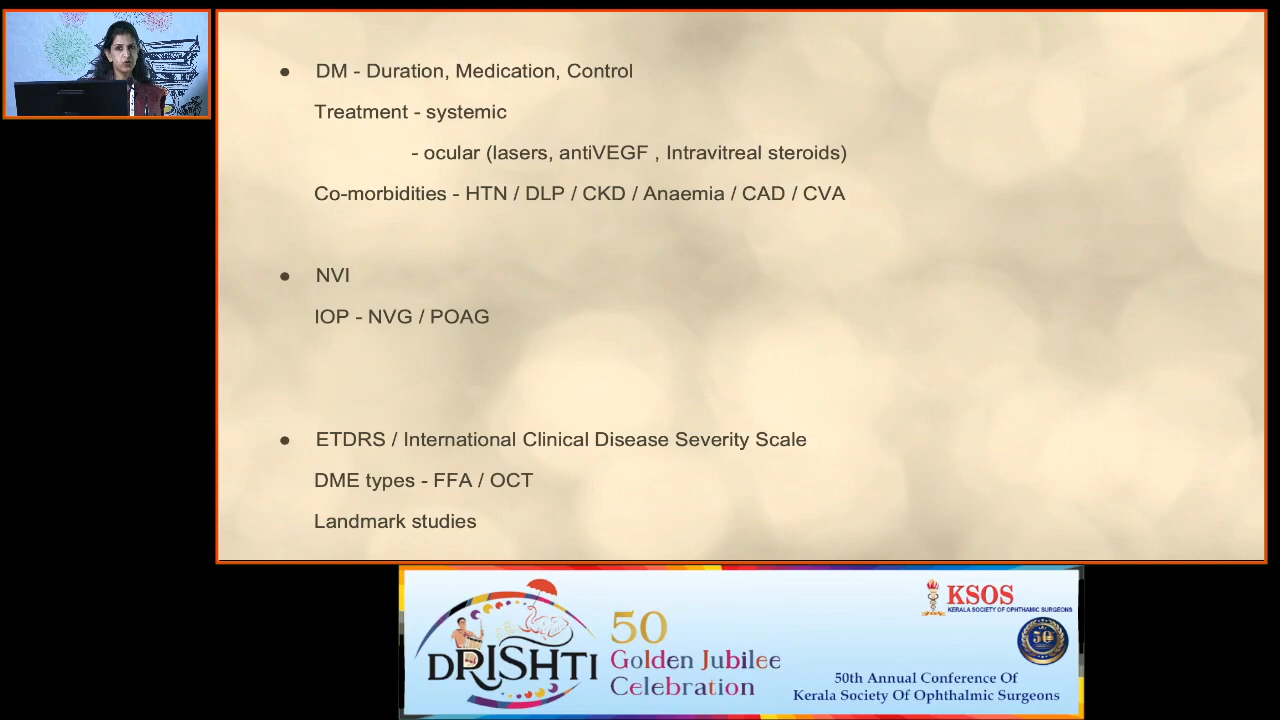 ● DM - Duration, Medication, Control
Treatment - systemic
- ocular (lasers, antiVEGF , Intravitreal steroids)
Co-morbidities - HTN / DLP / CKD / Anaemia / CAD / CVA
● NVI
IOP - NVG / POAG
● ETDRS / International Clinical Disease Severity Scale
DME types - FFA / OCT
Landmark studies
DRISHTI
50
Golden Jubilee
Celebration
KSOS
KERALA SOCIETY OF OPHTHAMIC SURGEONS
50
50th Annual Conference Of
Kerala Society Of Ophthalmic Surgeons